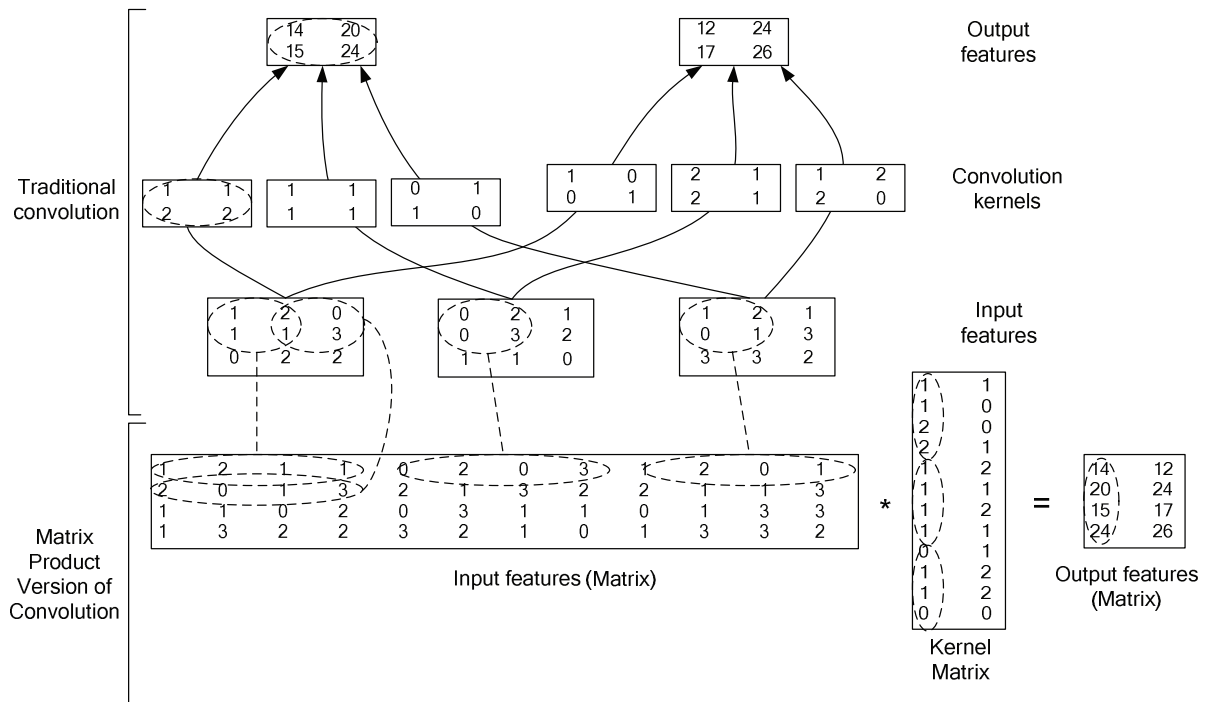 14 20
15 24
12 24
17 26
Output
features
Traditional
convolution
1 1
2 2
1 1
1 1
0 1
1 0
1 0
0 1
2 1
2 1
1 2
2 0
Convolution
kernels
1 2 0
1 1 3
0 2 2
0 2 1
0 3 2
1 1 0
1 2 1
0 1 3
3 3 2
Input
features
Matrix
Product
Version of
Convolution
1 2 1 1 0 2 0 3 1 2 0 1
2 0 1 3 2 1 3 2 2 1 1 3
1 1 0 2 0 3 1 1 0 1 3 3
1 3 2 2 3 2 1 0 1 3 3 2
Input features (Matrix)
*
1 1
1 0
2 0
2 1
1 2
1 1
1 2
1 1
0 1
1 2
1 2
0 0
Kernel
Matrix
=
14 12
20 24
15 17
24 26
Output features
(Matrix)